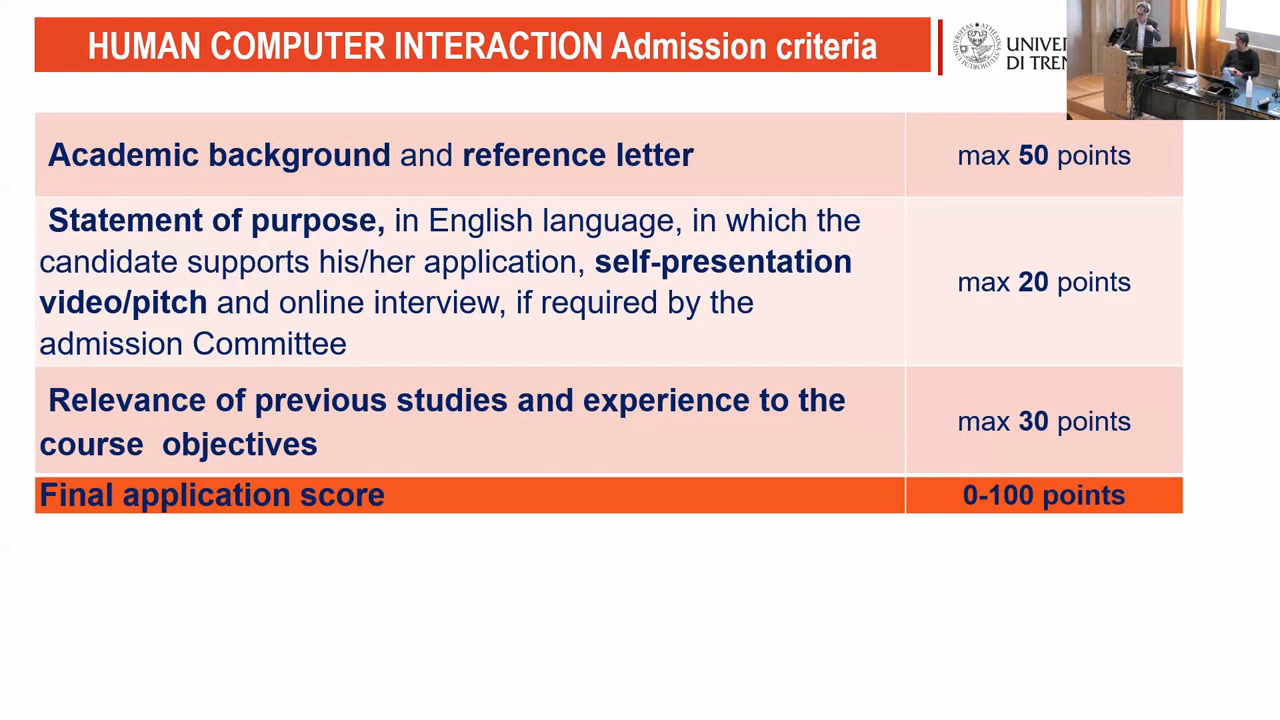 HUMAN COMPUTER INTERACTION Admission criteria
Academic background and reference letter
max 50 points
Statement of purpose, in English language, in which the
candidate supports his/her application, self-presentation
video/pitch and online interview, if required by the
admission Committee
max 20 points
Relevance of previous studies and experience to the
course objectives
max 30 points
Final application score
0-100 points